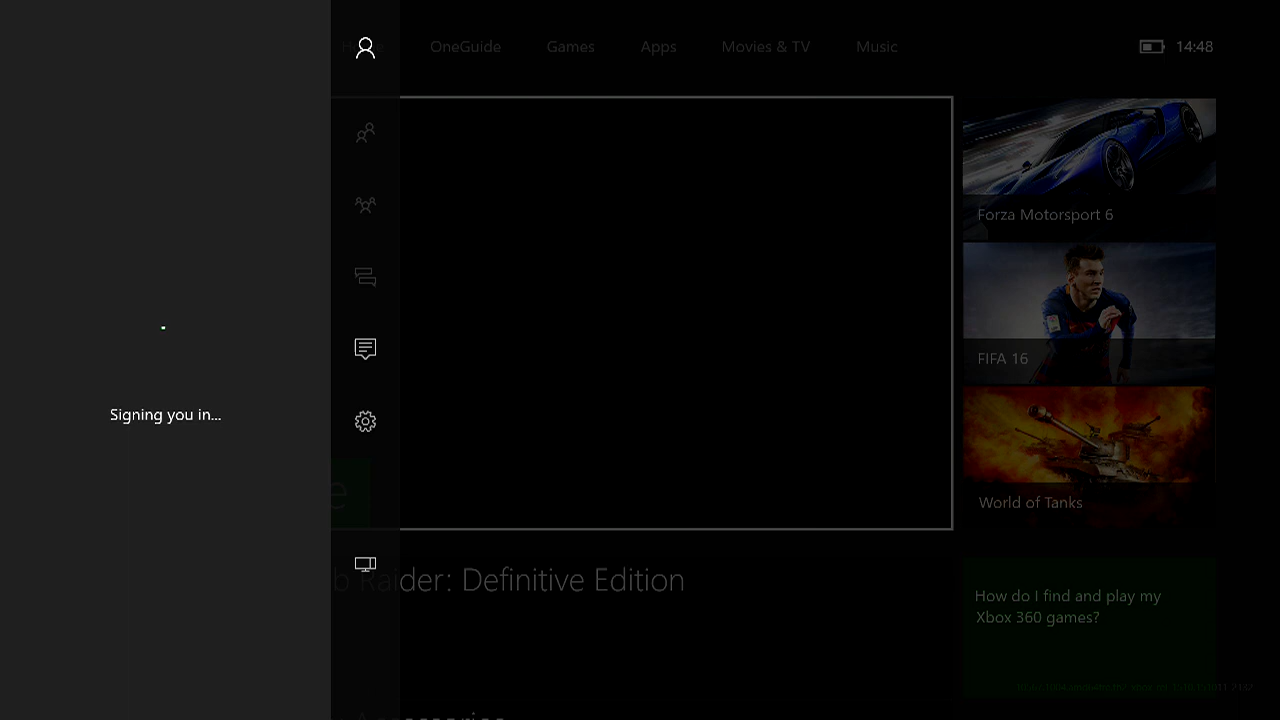 Home OneGuide Games Apps Movies & TV Music 14:48
Forza Motorsport 6
FIFA 16
Signing you in...
e
World of Tanks
b Raider: Definitive Edition
How do I find and play my
Xbox 360 games?